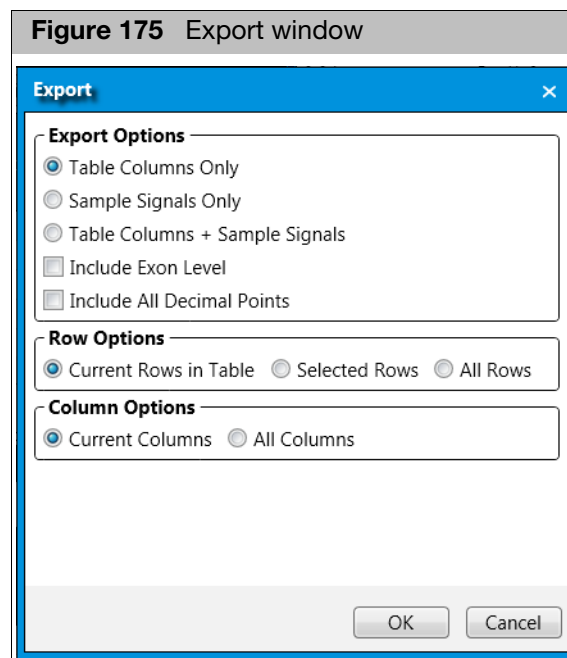 Figure 175 Export window
Export
Export Options
Table Columns Only
Sample Signals Only
Table Columns + Sample Signals
Include Exon Level
Include All Decimal Points
Row Options
Current Rows in Table Selected Rows All Rows
Column Options
Current Columns All Columns
OK Cancel